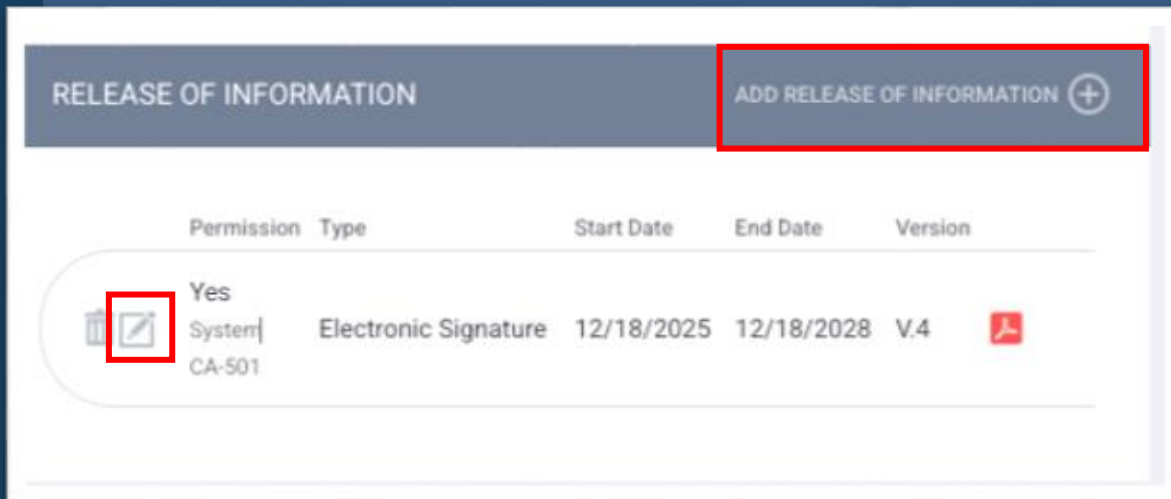 RELEASE OF INFORMATION
ADD RELEASE OF INFORMATION
Permission Type Start Date End Date Version
Yes
System Electronic Signature 12/18/2025 12/18/2028 V.4
CA-501